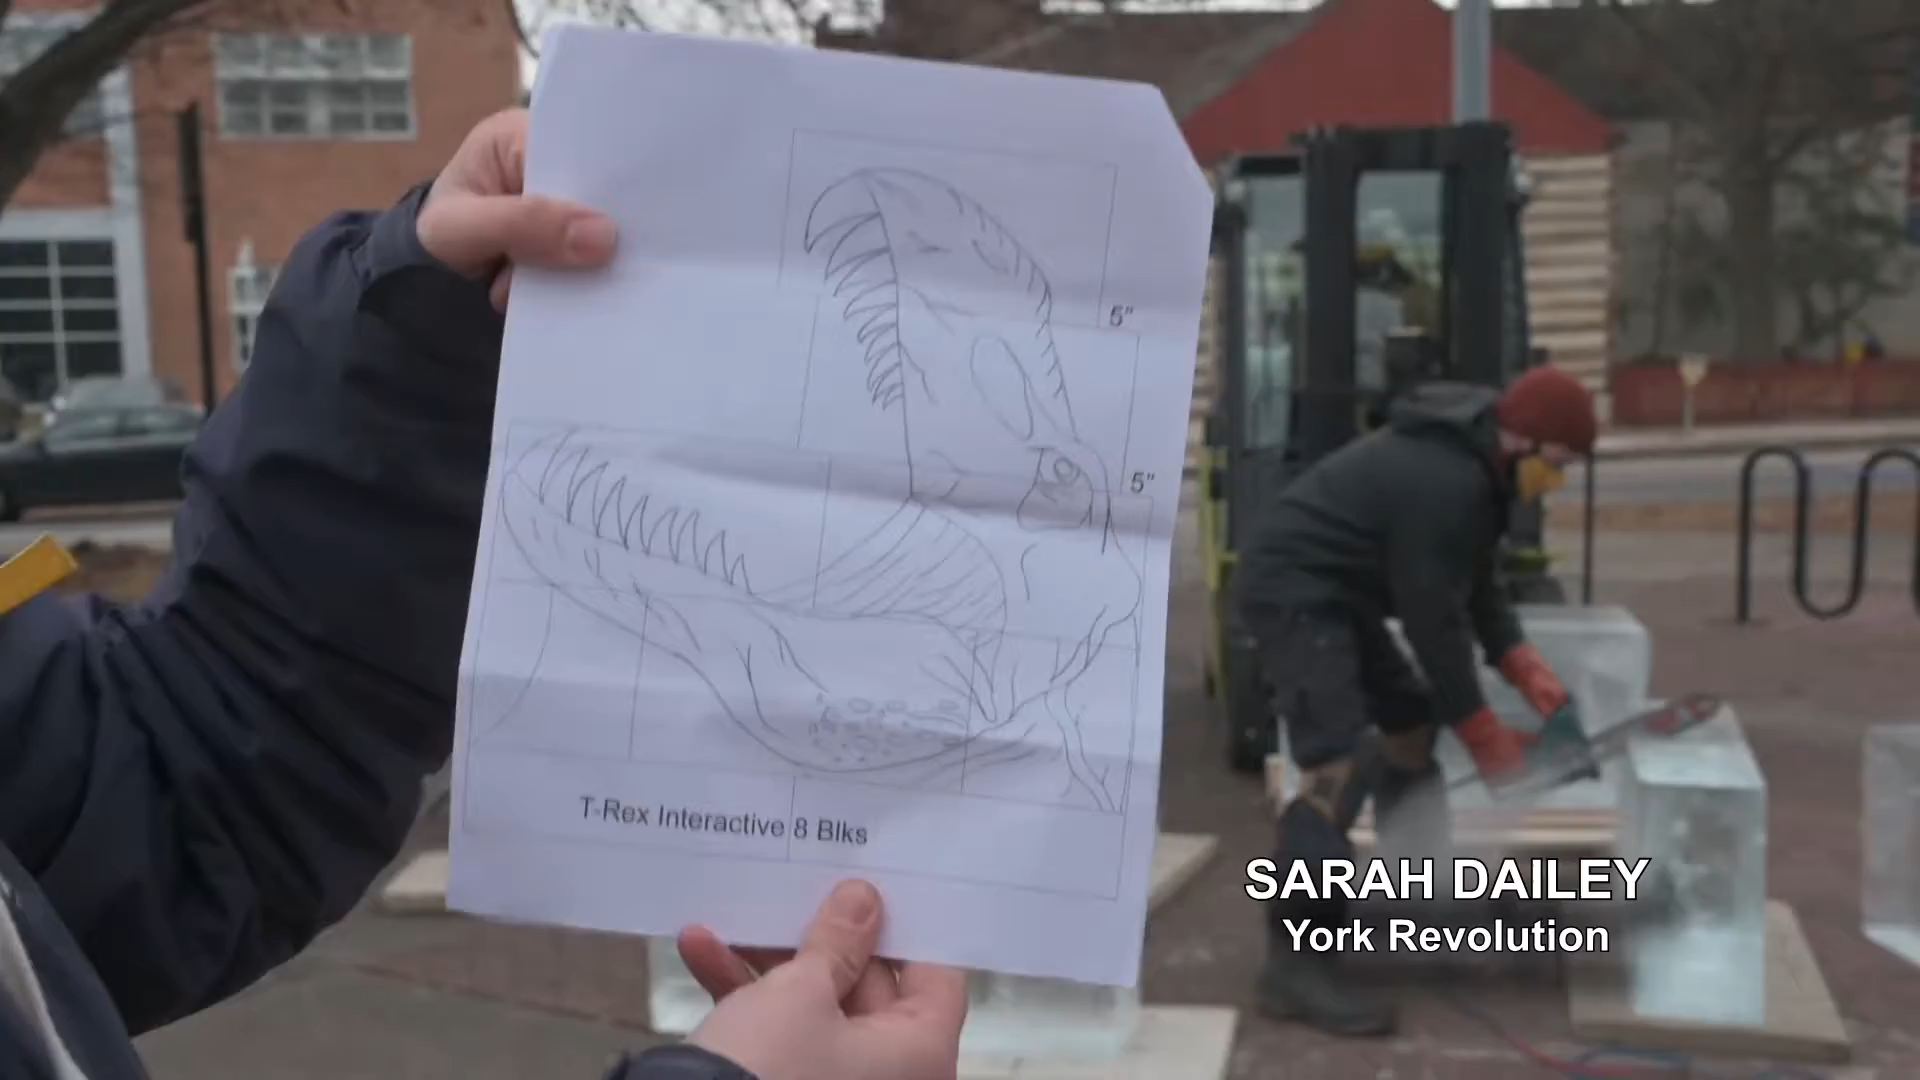 5"
5"
T-Rex Interactive 8 Blks
SARAH DAILEY
York Revolution